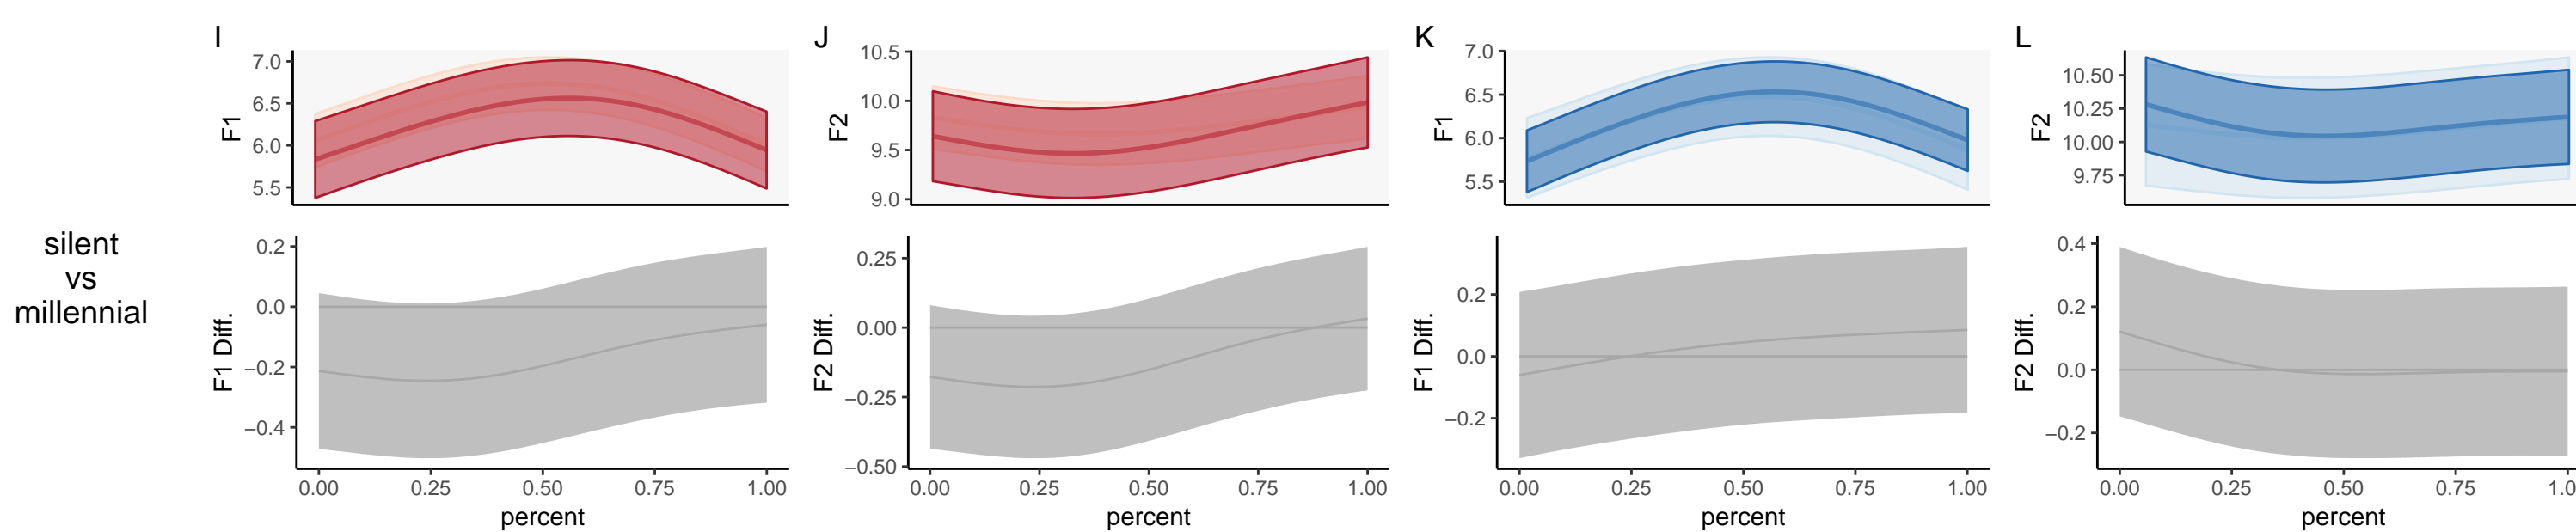 silent
vs
millennial
I
7.0
6.5
6.0
5.5
F1
0.2
0.0
−0.2
−0.4
F1 Diff.
0.00 0.25 0.50 0.75 1.00
percent
J
10.5
10.0
9.5
9.0
F2
0.25
0.00
−0.25
−0.50
F2 Diff.
0.00 0.25 0.50 0.75 1.00
percent
K
7.0
6.5
6.0
5.5
F1
0.2
0.0
−0.2
F1 Diff.
0.00 0.25 0.50 0.75 1.00
percent
L
10.50
10.25
10.00
9.75
F2
0.4
0.2
0.0
−0.2
F2 Diff.
0.00 0.25 0.50 0.75 1.0
percent